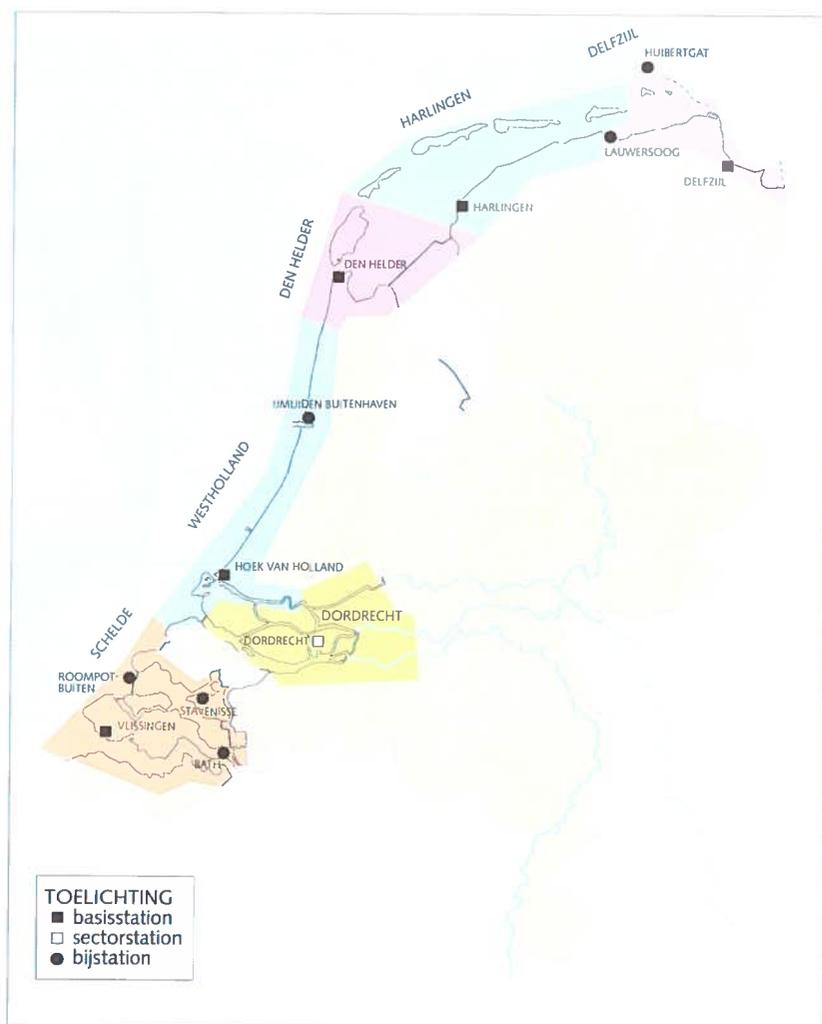 DELFZIJL
HUIBERTGAT
HARLINGEN
LAUWERSOOG
DELFZIJL
HARLINGEN
DEN HELDER
DEN HELDER
IJMUIDEN BUITENHAVEN
WESTHOLLAND
HOEK VAN HOLLAND
SCHELDE
DORDRECHT
DORDRECHT
ROOMPOT-
BUITEN
STAVENISSE
VLISSINGEN
BATH
TOELICHTING
basisstation
sectorstation
bijstation